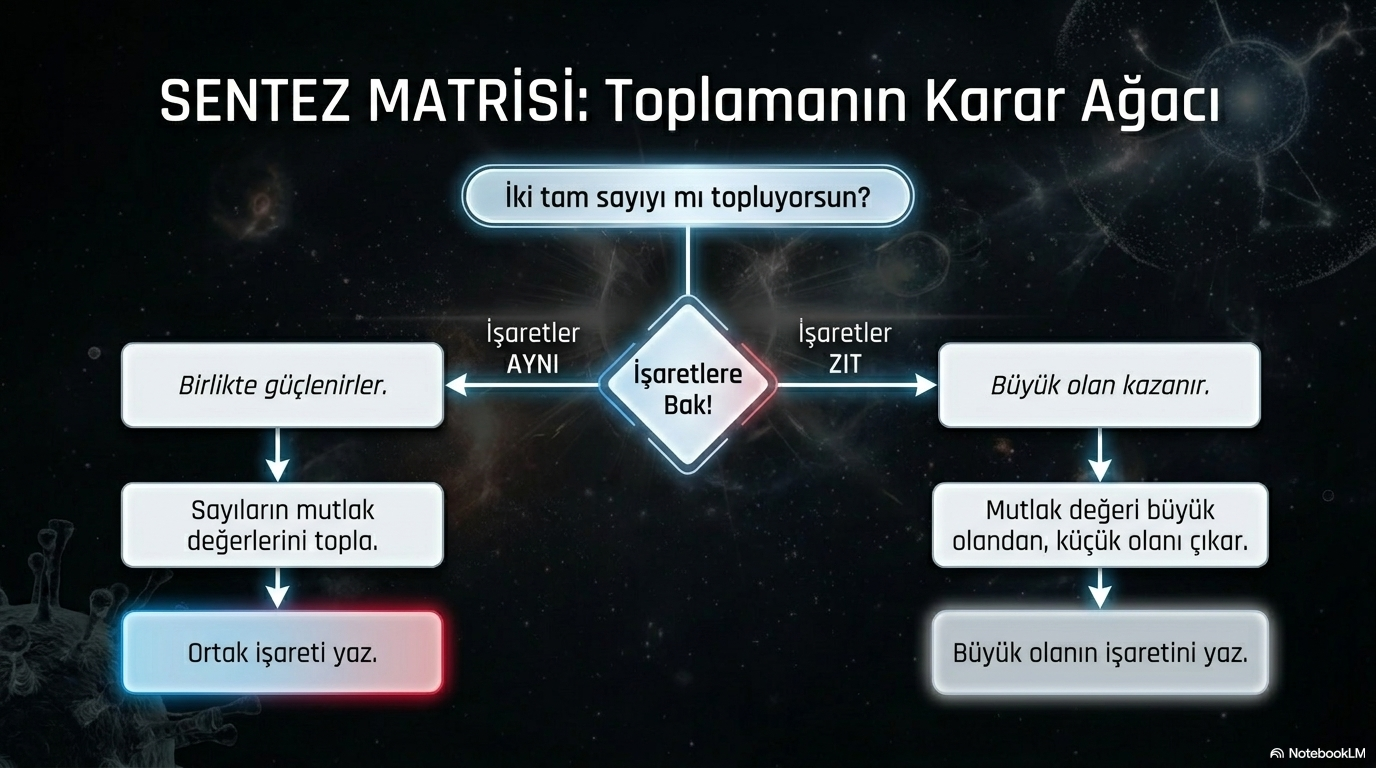 SENTEZ MATRİSİ: Toplamanın Karar Ağacı
İki tam sayıyı mı topluyorsun?
İşaretlere
Bak!
İşaretler
AYNI
Birlikte güçlenirler.
Sayıların mutlak
değerlerini topla.
Ortak işareti yaz.
İşaretler
ZIT
Büyük olan kazanır.
Mutlak değeri büyük
olandan, küçük olanı çıkar.
Büyük olanın işaretini yaz.
NotebookLM